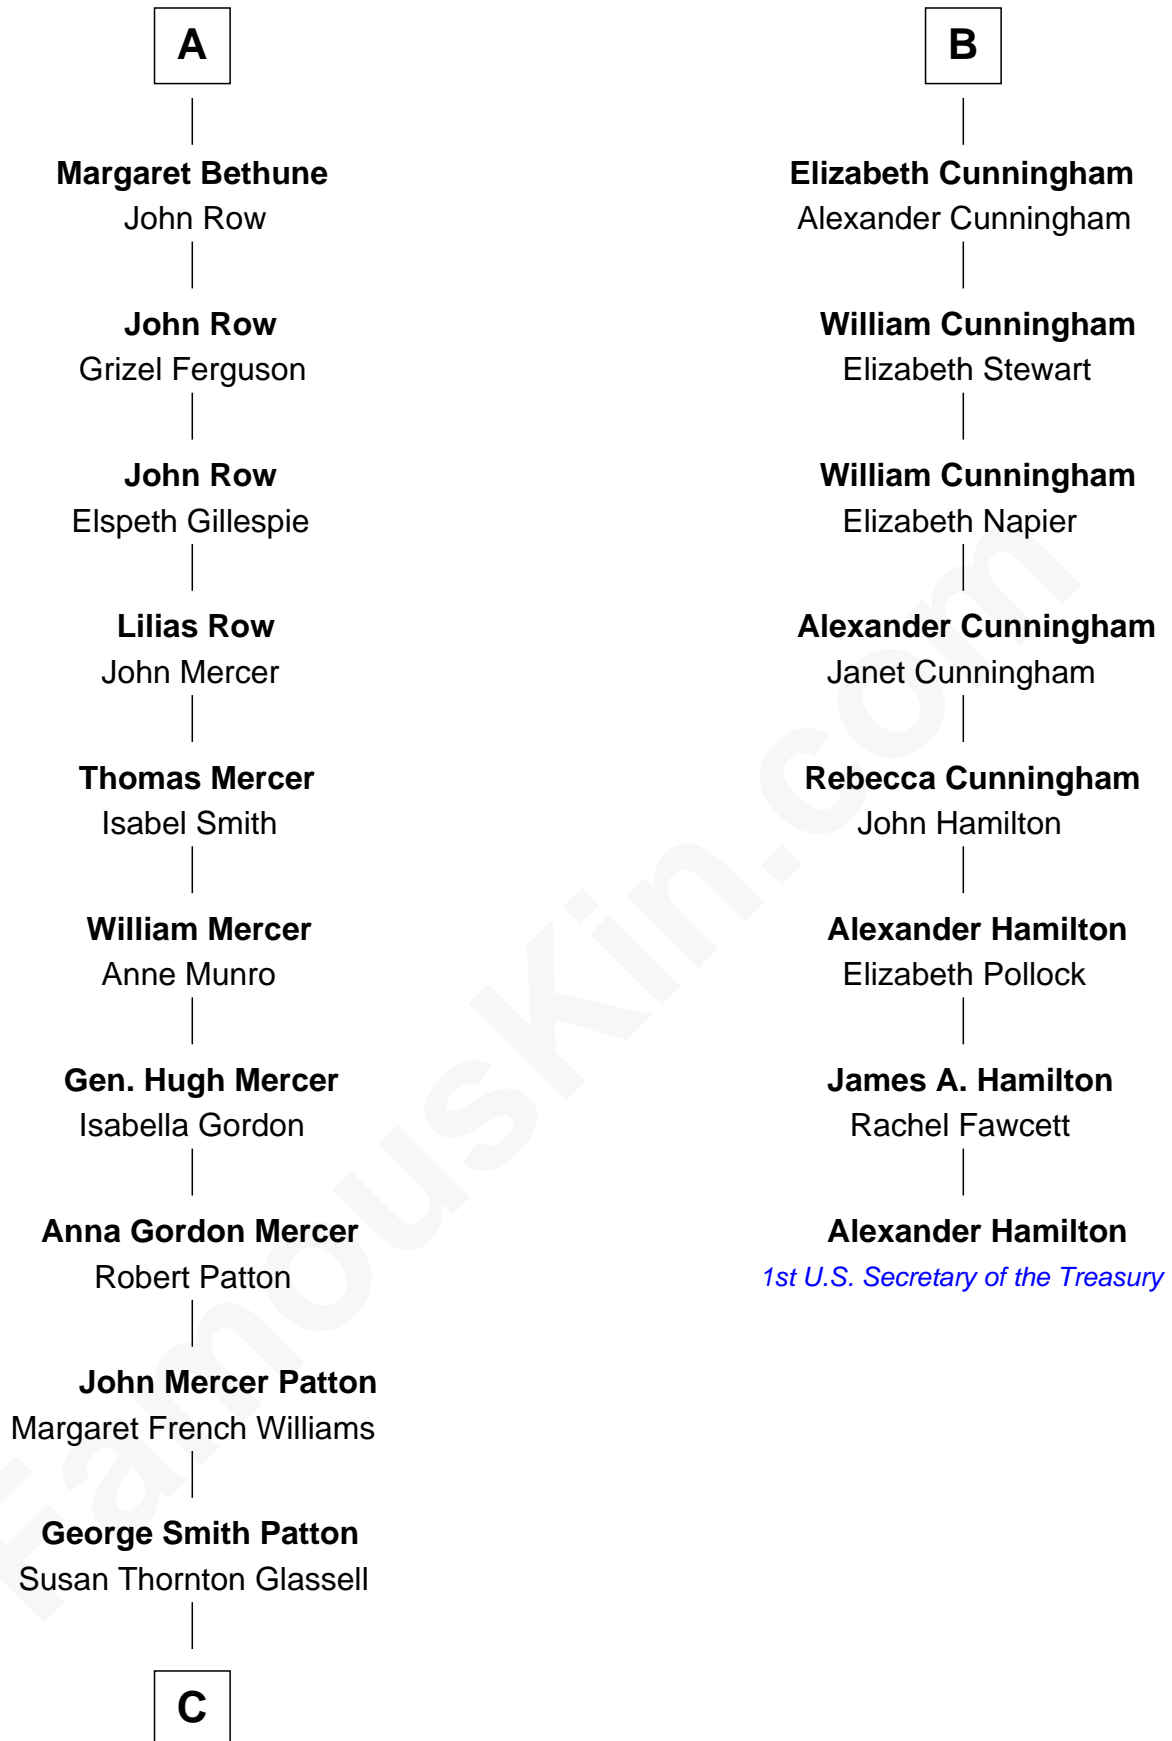 A
Margaret Bethune
John Row
John Row
Grizel Ferguson
John Row
Elspeth Gillespie
Lilias Row
John Mercer
Thomas Mercer
Isabel Smith
William Mercer
Anne Munro
Gen. Hugh Mercer
Isabella Gordon
Anna Gordon Mercer
Robert Patton
John Mercer Patton
Margaret French Williams
George Smith Patton
Susan Thornton Glassell
C
B
Elizabeth Cunningham
Alexander Cunningham
William Cunningham
Elizabeth Stewart
William Cunningham
Elizabeth Napier
Alexander Cunningham
Janet Cunningham
Rebecca Cunningham
John Hamilton
Alexander Hamilton
Elizabeth Pollock
James A. Hamilton
Rachel Fawcett
Alexander Hamilton
1st U.S. Secretary of the Treasury
FamousKin.com